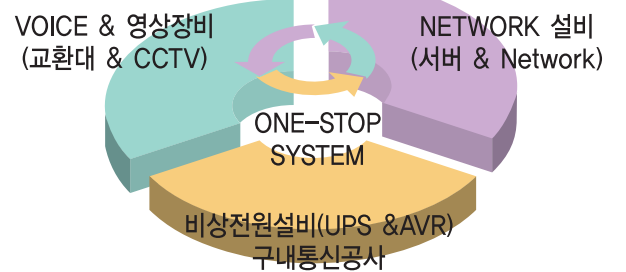 VOICE & 영상장비
(교환대 & CCTV)
NETWORK 설비
(서버 & Network)
ONE-STOP
SYSTEM
비상전원설비(UPS &AVR)
구내통신공사